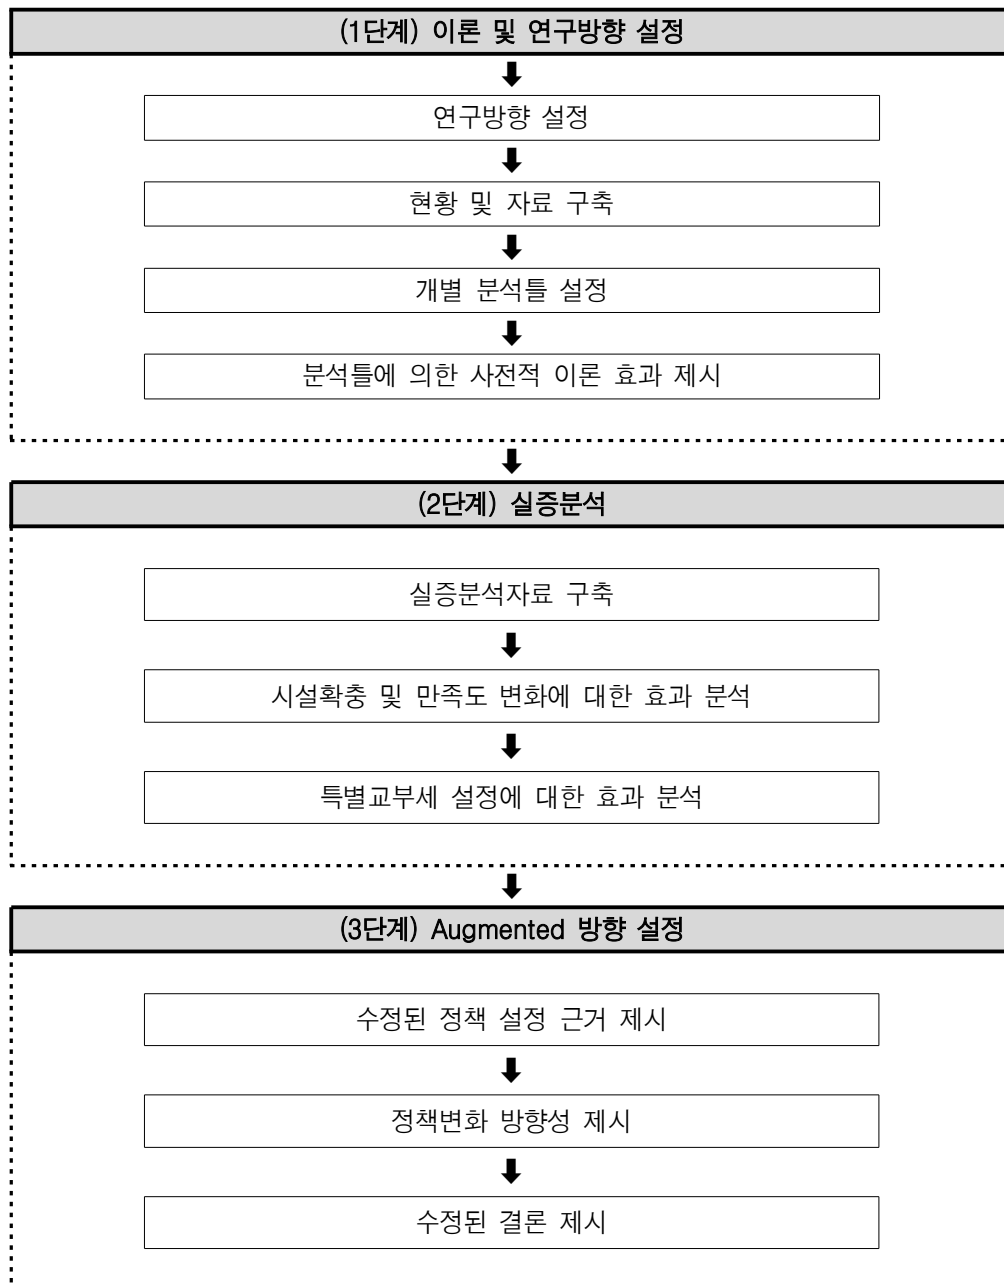 (1단계) 이론 및 연구방향 설정
연구방향 설정
현황 및 자료 구축
개별 분석틀 설정
분석틀에 의한 사전적 이론 효과 제시
(2단계) 실증분석
실증분석자료 구축
시설확충 및 만족도 변화에 대한 효과 분석
특별교부세 설정에 대한 효과 분석
(3단계) Augmented 방향 설정
수정된 정책 설정 근거 제시
정책변화 방향성 제시
수정된 결론 제시